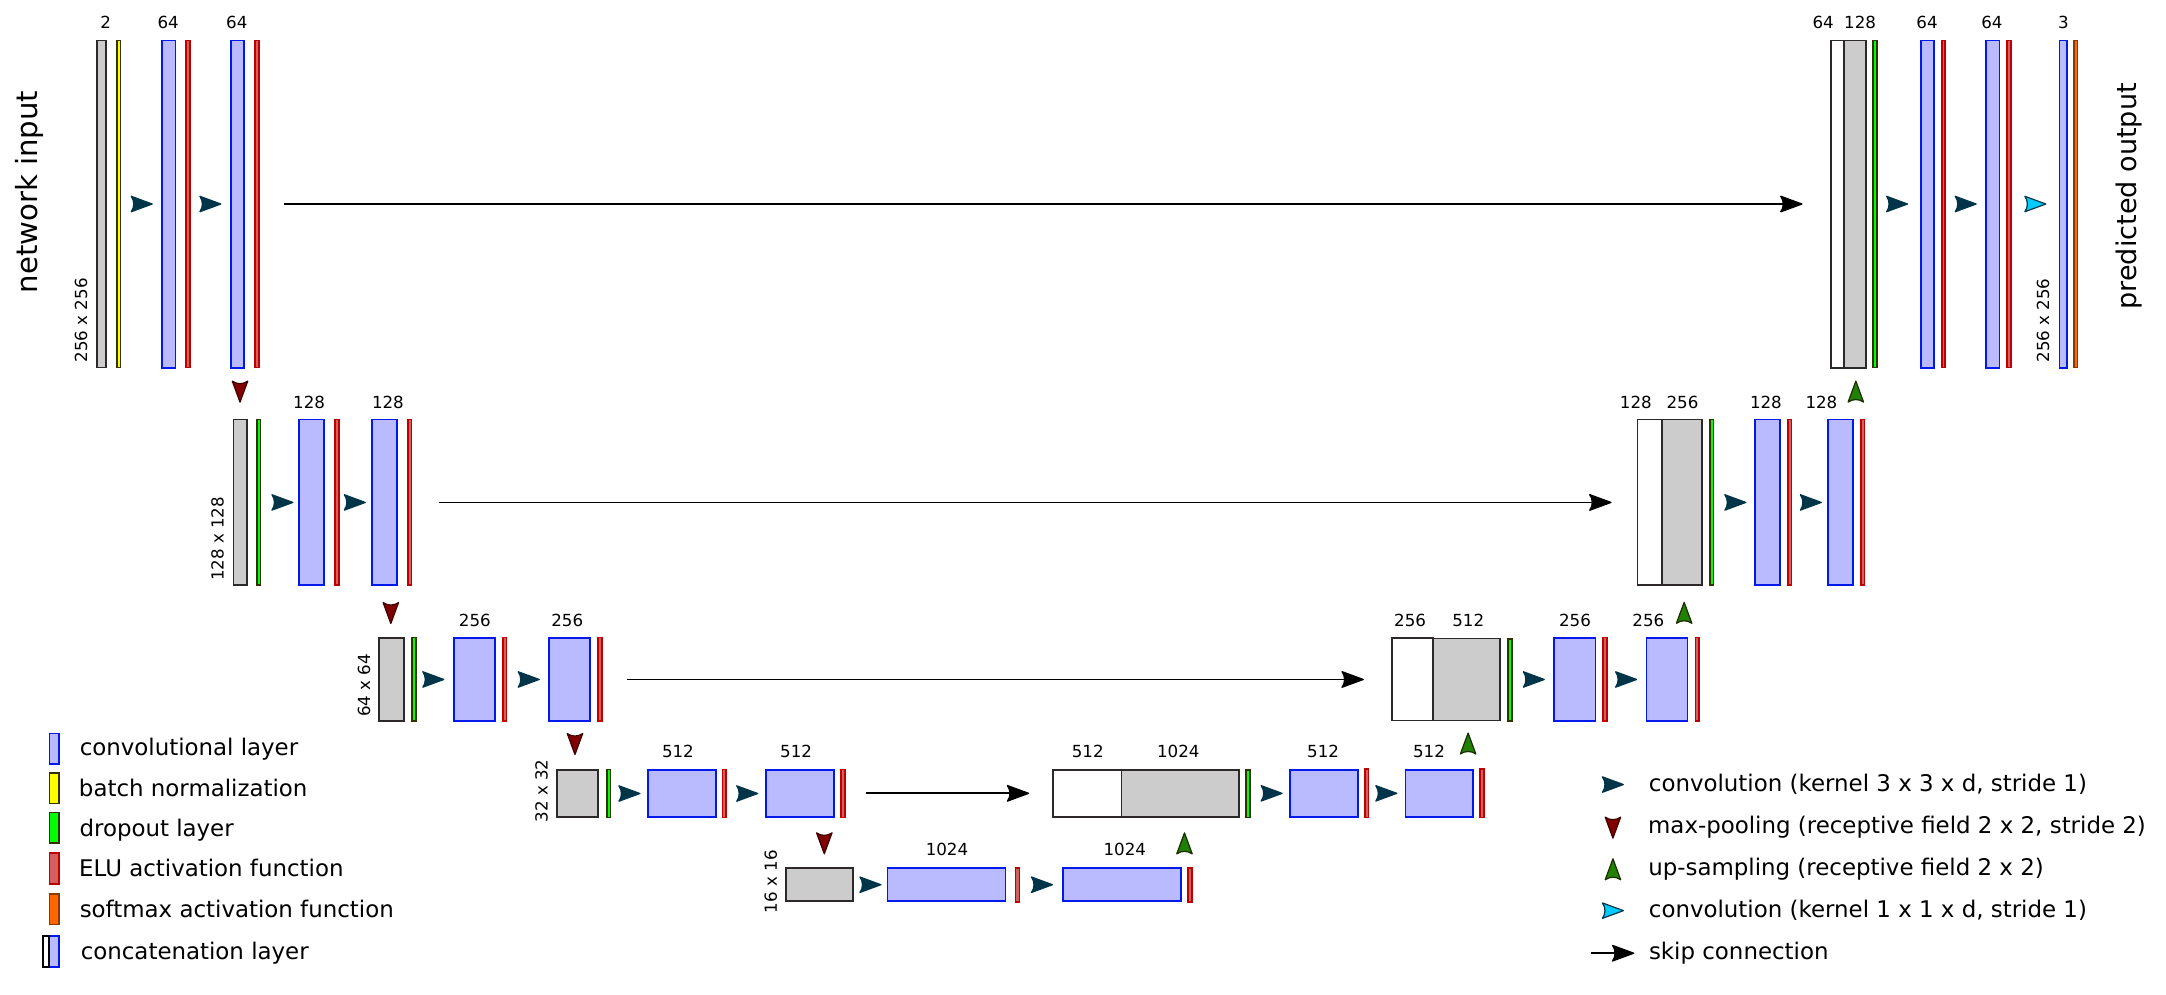 2
64
64
64
128
64
64
3
network input
256 x 256
256 x 256
predicted output
128
128
128
256
128
128
128 x 128
256
256
256
512
256
256
64 x 64
512
512
512
1024
512
512
32 x 32
1024
1024
16 x 16
convolutional layer
batch normalization
dropout layer
ELU activation function
softmax activation function
concatenation layer
convolution (kernel 3 x 3 x d, stride 1)
max-pooling (receptive field 2 x 2, stride 2)
up-sampling (receptive field 2 x 2)
convolution (kernel 1 x 1 x d, stride 1)
skip connection